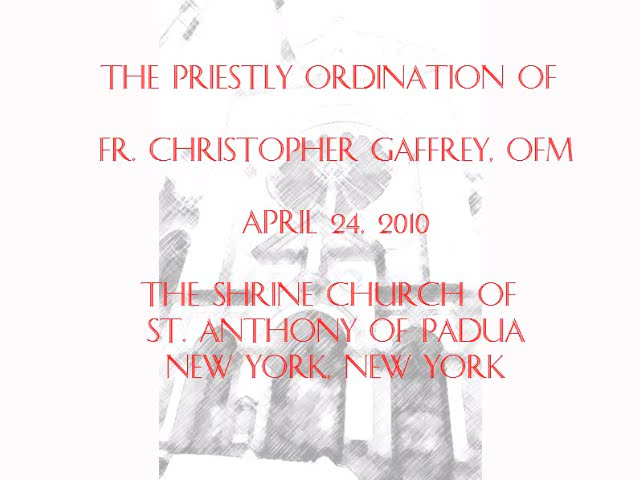 THE PRIESTLY ORDINATION OF
FR. CHRISTOPHER GAFFREY, OFM
APRIL 24, 2010
THE SHRINE CHURCH OF
ST. ANTHONY OF PADUA
NEW YORK, NEW YORK